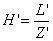 H' = L'/Z'